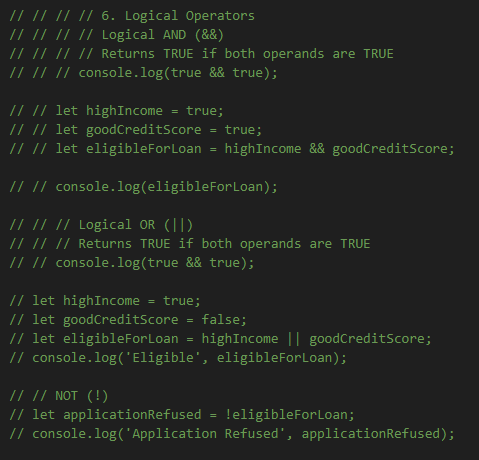 // // // // 6. Logical Operators
// // // // Logical AND (&&)
// // // // Returns TRUE if both operands are TRUE
// // // console.log(true && true);
// // let highIncome = true;
// // let goodCreditScore = true;
// // let eligibleForLoan = highIncome && goodCreditScore;
// // console.log(eligibleForLoan);
// // // Logical OR (||)
// // // Returns TRUE if both operands are TRUE
// // console.log(true && true);
// let highIncome = true;
// let goodCreditScore = false;
// let eligibleForLoan = highIncome || goodCreditScore;
// console.log('Eligible', eligibleForLoan);
// // NOT (!)
// let applicationRefused = !eligibleForLoan;
// console.log('Application Refused', applicationRefused);